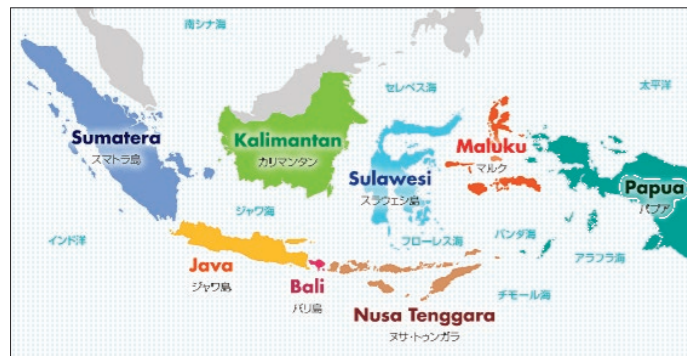 南シナ海
セレベス海
太平洋
Sumatera
スマトラ島
Kalimantan
カリマンタン
Maluku
マルク
Sulawesi
スラウェシ島
Papua
パプア
ジャワ海
インド洋
フローレス海
バンダ海
アラフラ海
Java
ジャワ島
Bali
バリ島
チモール海
Nusa Tenggara
ヌサ・トゥンガラ